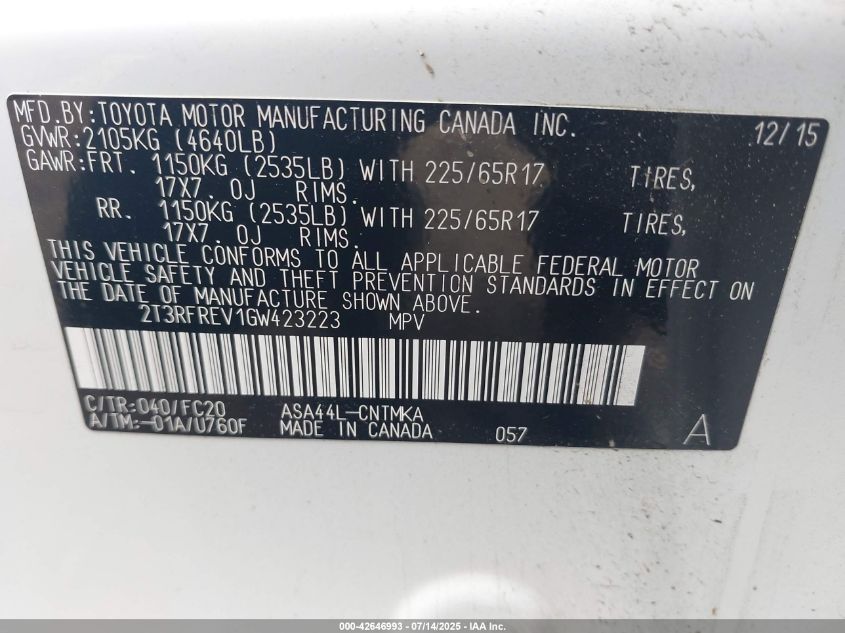 MFD.BY:TOYOTA MOTOR MANUFACTURING CANADA INC. 12/15
GVWR:2105KG (4640LB)
GAWR:FRT. 1150KG (2535LB) WITH 225/65R17 TIRES,
17X7.0J RIMS.
RR. 1150KG (2535LB) WITH 225/65R17 TIRES,
17X7.0J RIMS.
THIS VEHICLE CONFORMS TO ALL APPLICABLE FEDERAL MOTOR
VEHICLE SAFETY AND THEFT PREVENTION STANDARDS IN EFFECT ON
THE DATE OF MANUFACTURE SHOWN ABOVE.
2T3RFREV1GW423223 MPV
C/TR:040/FC20 ASA44L-CNTMKA
A/TM:-01A/U760F MADE IN CANADA 057 A
000-42646993 - 07/14/2025 - IAA Inc.